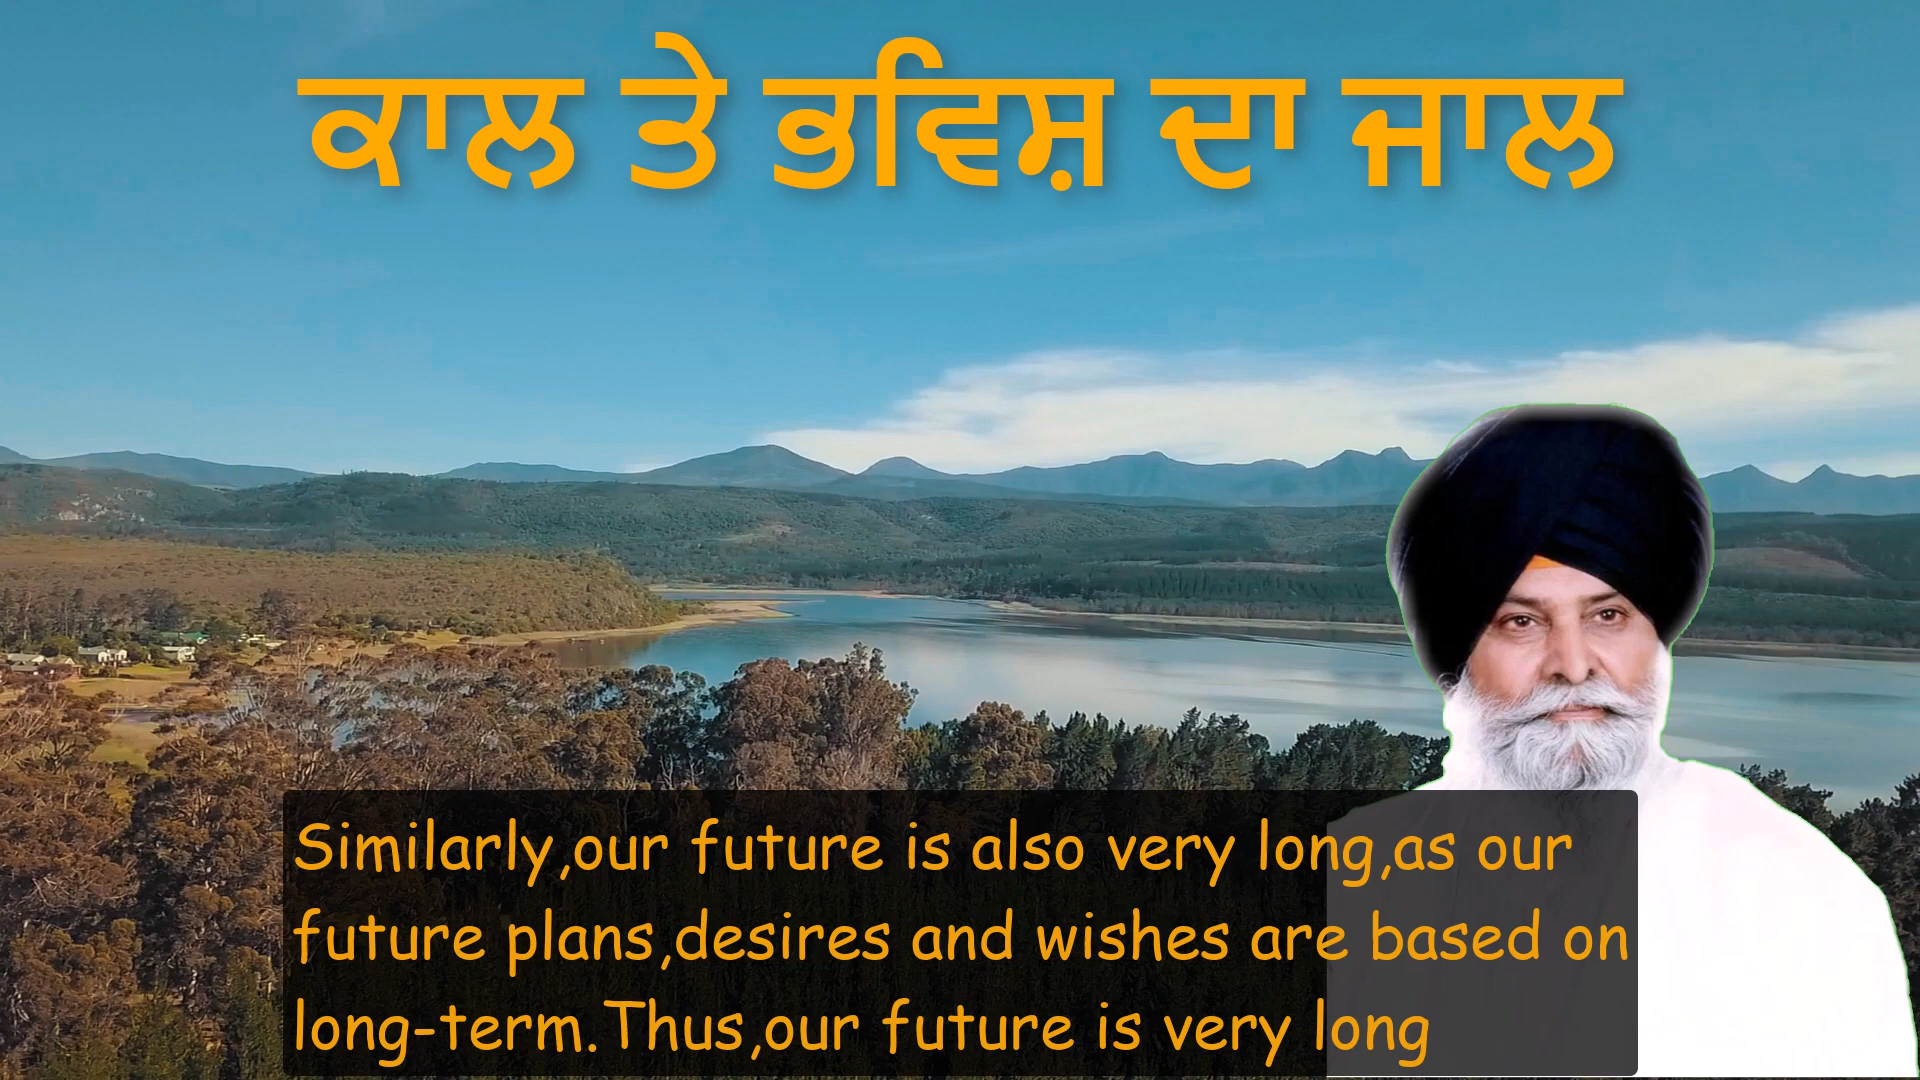 ਕਾਲ ਤੇ ਭਵਿਸ਼ ਦਾ ਜਾਲ
Similarly,our future is also very long,as our
future plans,desires and wishes are based on
long-term.Thus,our future is very long